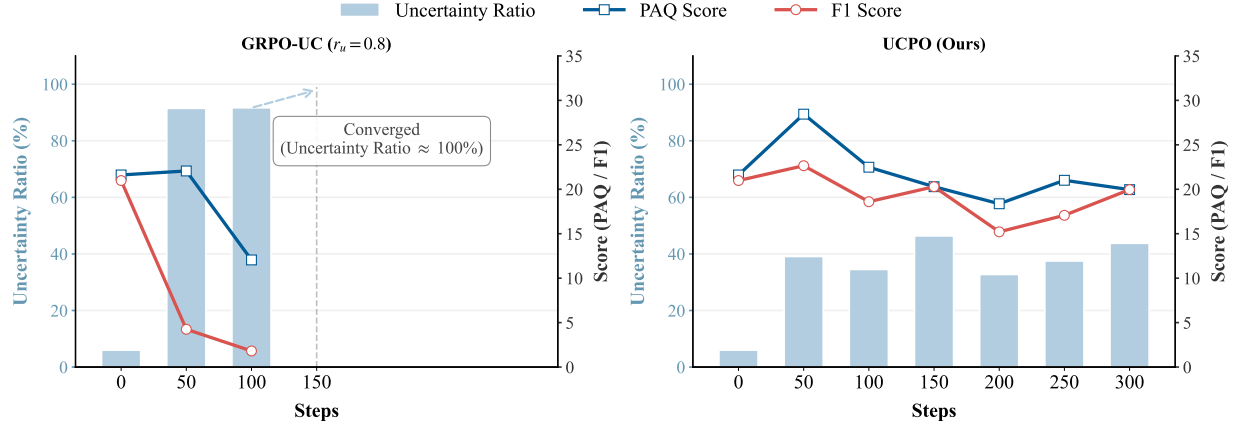 Uncertainty Ratio PAQ Score F1 Score
GRPO-UC (r_u = 0.8)
Uncertainty Ratio (%)
100
80
60
40
20
0
35
30
25
20
15
10
5
0
Score (PAQ / F1)
Converged
(Uncertainty Ratio ≈ 100%)
0 50 100 150
Steps
UCPO (Ours)
Uncertainty Ratio (%)
100
80
60
40
20
0
35
30
25
20
15
10
5
0
Score (PAQ / F1)
0 50 100 150 200 250 300
Steps